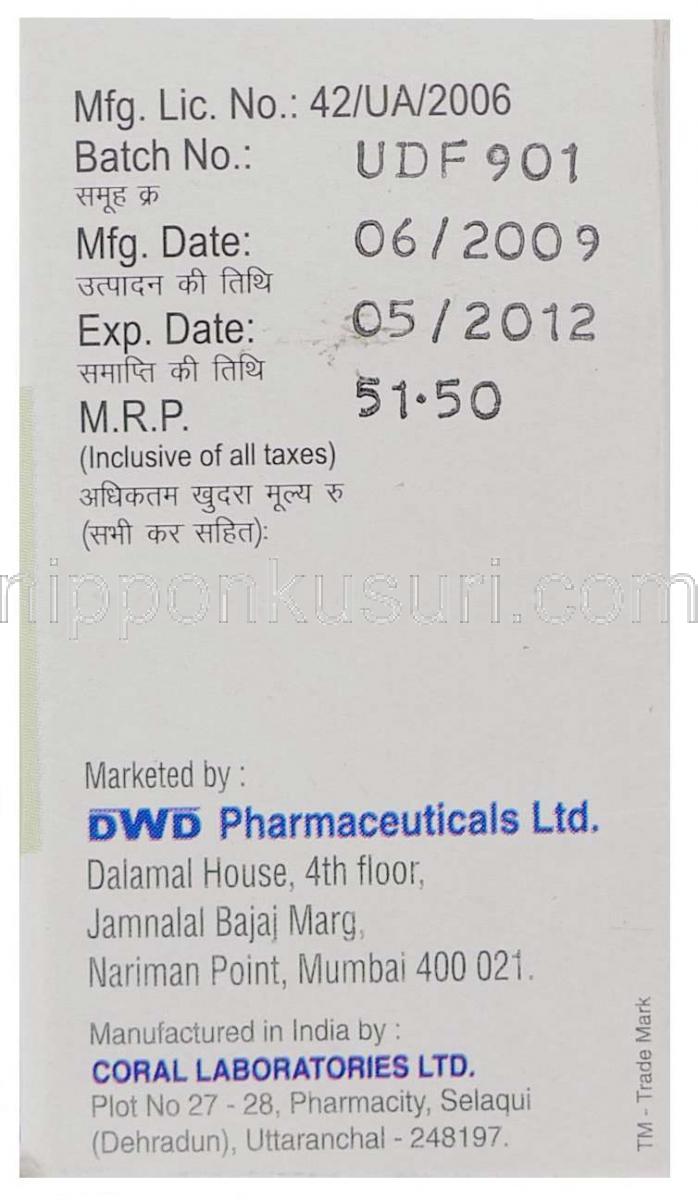 Mfg. Lic. No.: 42/UA/2006
Batch No.: UDF 901
समूह क्र
Mfg. Date: 06/2009
उत्पादन की तिथि
Exp. Date: 05/2012
समाप्ति की तिथि
M.R.P. 51.50
(Inclusive of all taxes)
अधिकतम खुदरा मूल्य रु
(सभी कर सहित):
nipponkusuri.com
Marketed by :
DWD Pharmaceuticals Ltd.
Dalamal House, 4th floor,
Jamnalal Bajaj Marg,
Nariman Point, Mumbai 400 021.
Manufactured in India by :
CORAL LABORATORIES LTD.
Plot No 27 - 28, Pharmacity, Selaqui
(Dehradun), Uttaranchal - 248197.
TM - Trade Mark